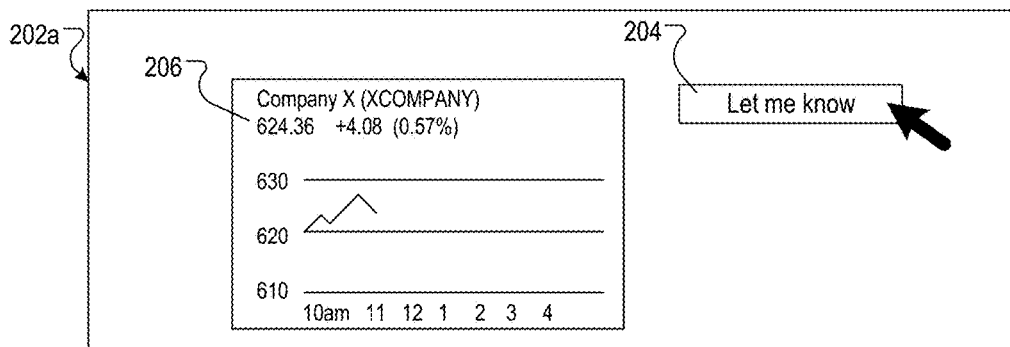 202a
204
206
Company X (XCOMPANY)
Let me know
624.36 +4.08 (0.57%)
630
620
610
10am 11 12 1 2 3 4